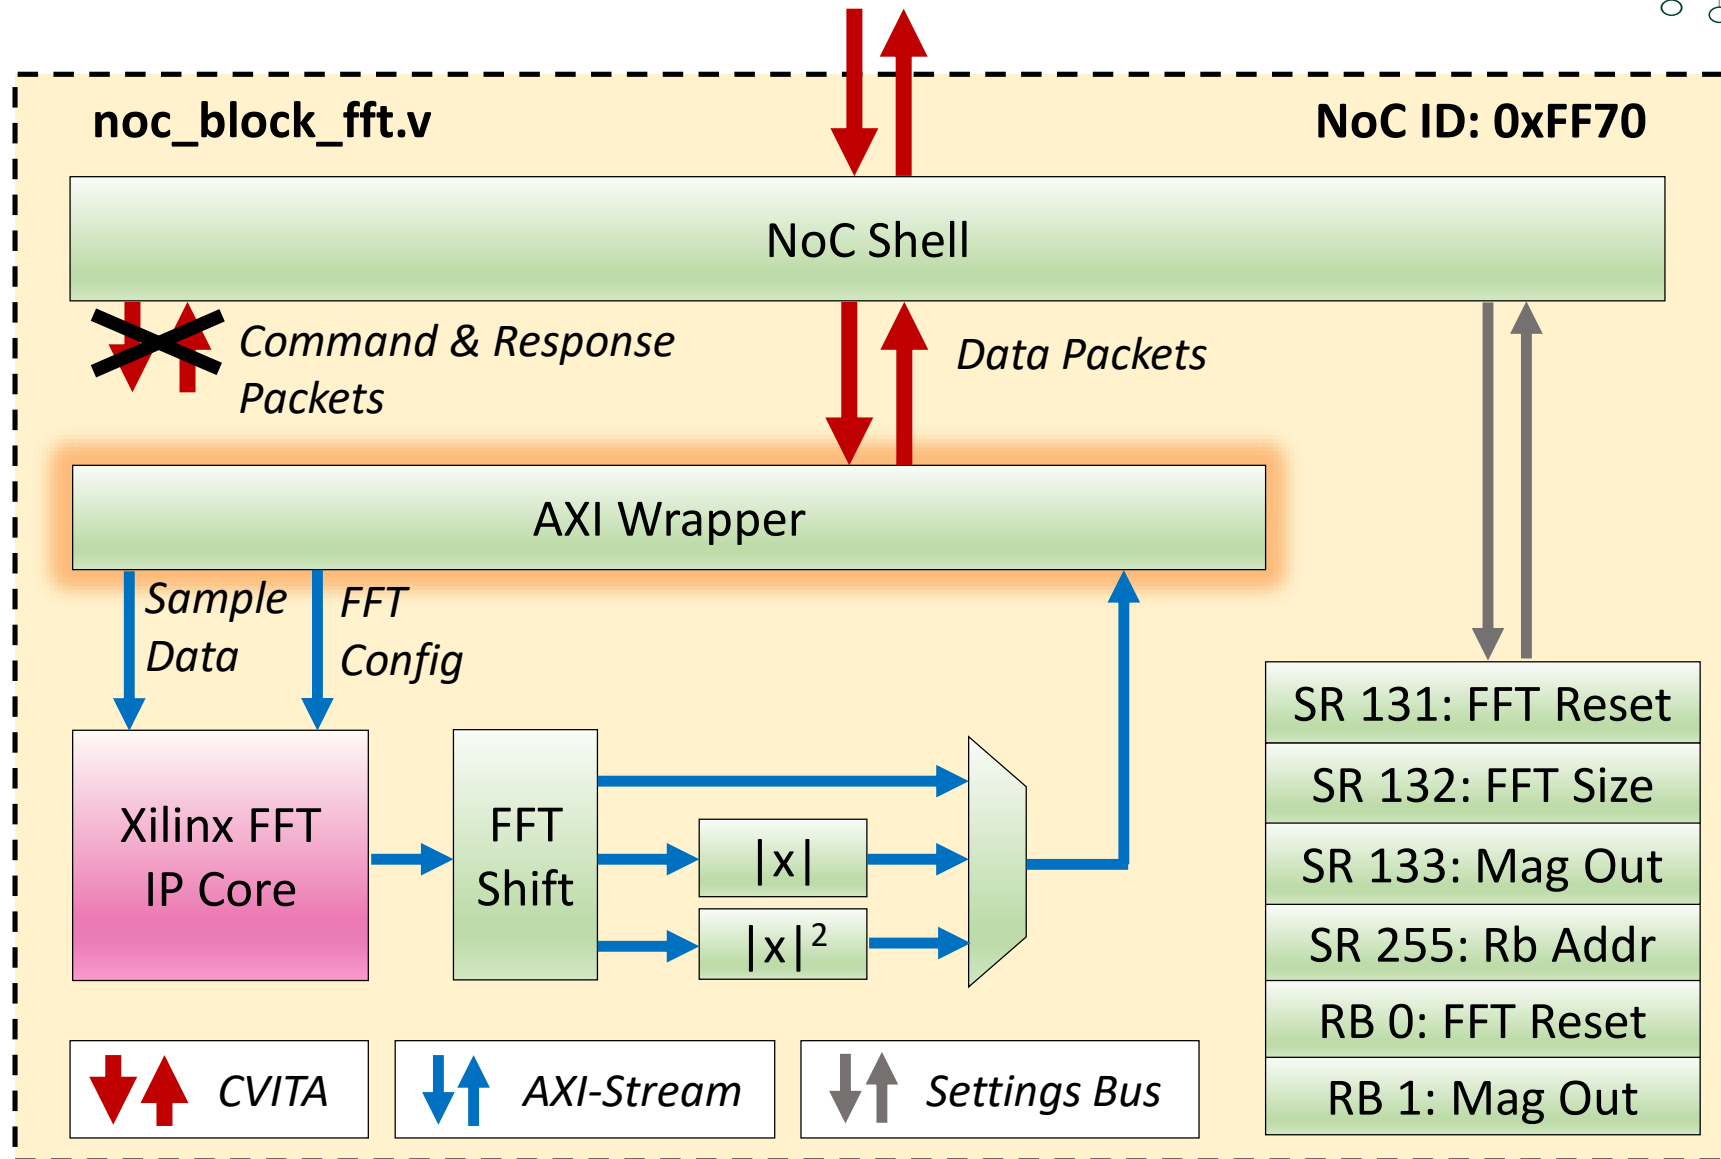 noc_block_fft.v
NoC ID: 0xFF70
NoC Shell
Command & Response
Packets
Data Packets
AXI Wrapper
Sample
Data
FFT
Config
Xilinx FFT
IP Core
FFT
Shift
|x|
|x|²
SR 131: FFT Reset
SR 132: FFT Size
SR 133: Mag Out
SR 255: Rb Addr
RB 0: FFT Reset
RB 1: Mag Out
CVITA
AXI-Stream
Settings Bus